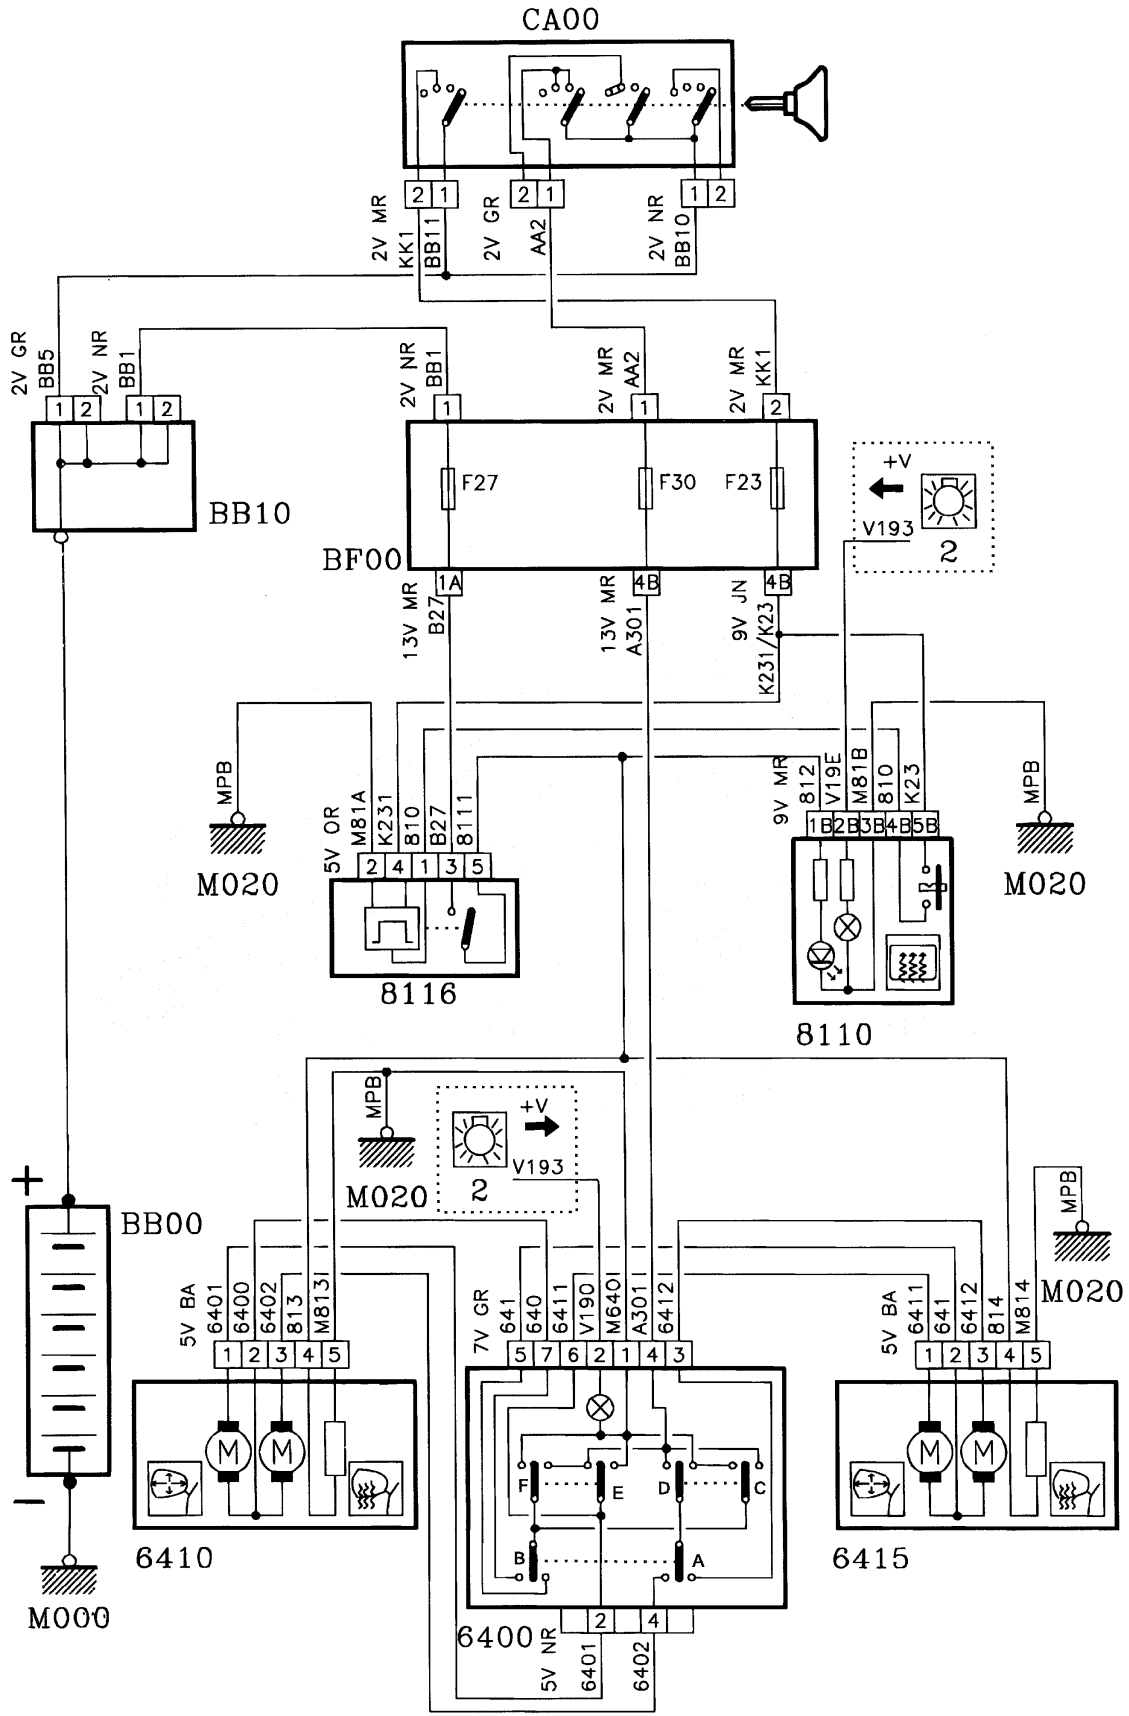 CA00
2 1 2 1 1 2
2V MR KK1 BB11 2V GR AA2 2V NR BB10
2V GR BB5 2V NR BB1 2V NR BB1 2V MR AA2 2V MR KK1
1 2 1 2 1 1 2
F27 F30 F23
BB10
BF00
+V
V193
2
1A 4B 4B
13V MR B27 13V MR A301 9V JN K231/K23
MPB 5V OR M81A K231 810 B27 8111
9V MR 812 V19E M81B 810 K23 MPB
1B 2B 3B 4B 5B
2 4 1 3 5
M020 M020
8116
8110
MPB
M020
+V
V193
2
+
BB00
MPB
M020
5V BA 6401 6400 6402 813 M813
7V GR 641 640 6411 V190 M640 A301 6412
5V BA 6411 641 6412 814 M814
1 2 3 4 5
5 7 6 2 1 4 3
1 2 3 4 5
M M
M M
F E D C
B A
6410
6415
−
M000
6400
2 4
5V NR 6401 6402